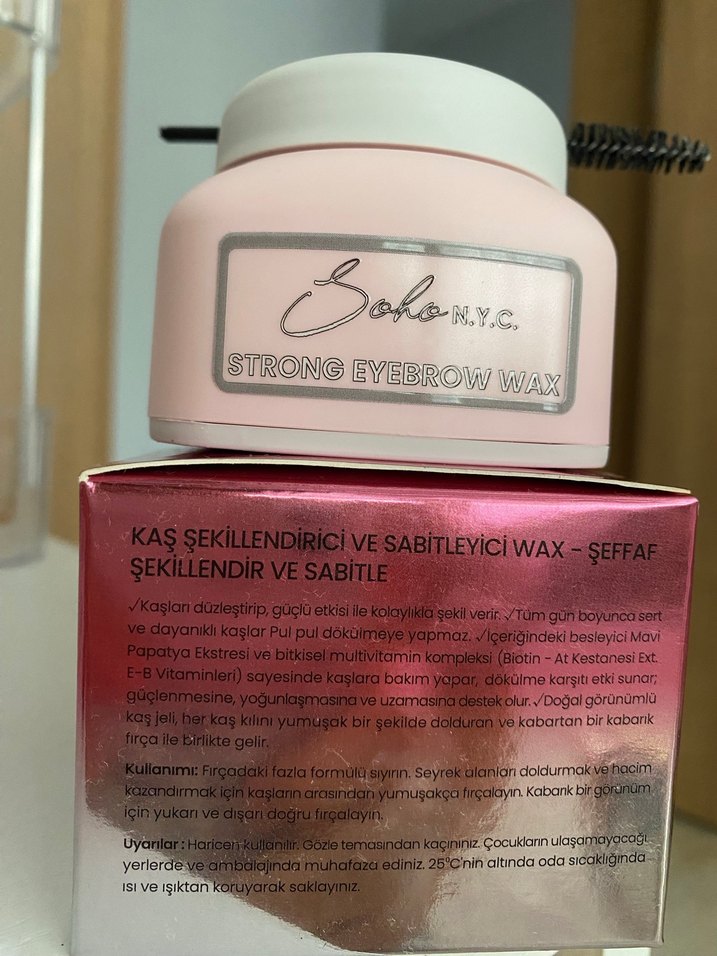 Soho N.Y.C.
STRONG EYEBROW WAX
KAŞ ŞEKİLLENDİRİCİ VE SABİTLEYİCİ WAX - ŞEFFAF
ŞEKİLLENDİR VE SABİTLE
✓Kaşları düzleştirip, güçlü etkisi ile kolaylıkla şekil verir. ✓Tüm gün boyunca sert
ve dayanıklı kaşlar Pul pul dökülmeye yapmaz. ✓İçeriğindeki besleyici Mavi
Papatya Ekstresi ve bitkisel multivitamin kompleksi (Biotin - At Kestanesi Ext.
E-B Vitaminleri) sayesinde kaşlara bakım yapar, dökülme karşıtı etki sunar;
güçlenmesine, yoğunlaşmasına ve uzamasına destek olur. ✓Doğal görünümlü
kaş jeli, her kaş kılını yumuşak bir şekilde dolduran ve kabartan bir kabarık
fırça ile birlikte gelir.
Kullanımı: Fırçadaki fazla formülü sıyırın. Seyrek alanları doldurmak ve hacim
kazandırmak için kaşların arasından yumuşakça fırçalayın. Kabarık bir görünüm
için yukarı ve dışarı doğru fırçalayın.
Uyarılar : Haricen kullanılır. Gözle temasından kaçınınız. Çocukların ulaşamayacağı
yerlerde ve ambalajında muhafaza ediniz. 25°C'nin altında oda sıcaklığında
ısı ve ışıktan koruyarak saklayınız.